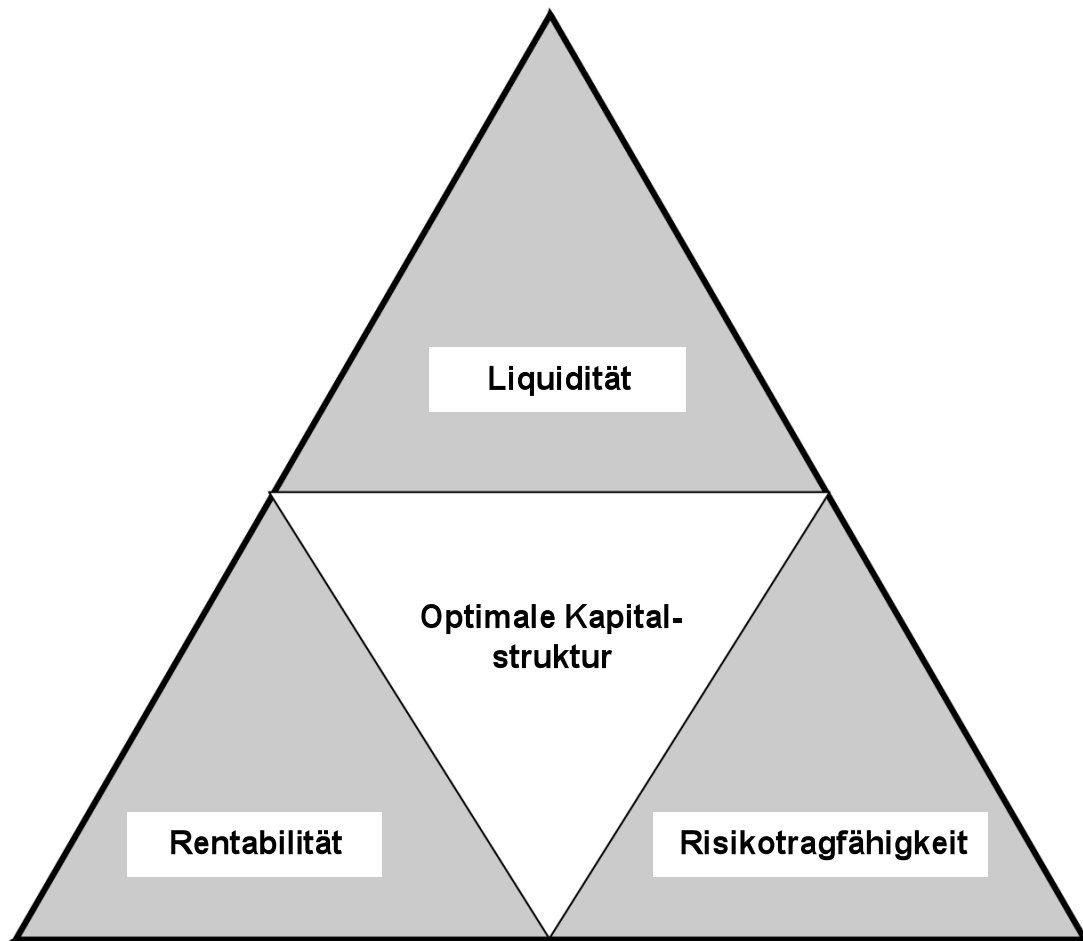 Liquidität
Optimale Kapital-
struktur
Rentabilität
Risikotragfähigkeit